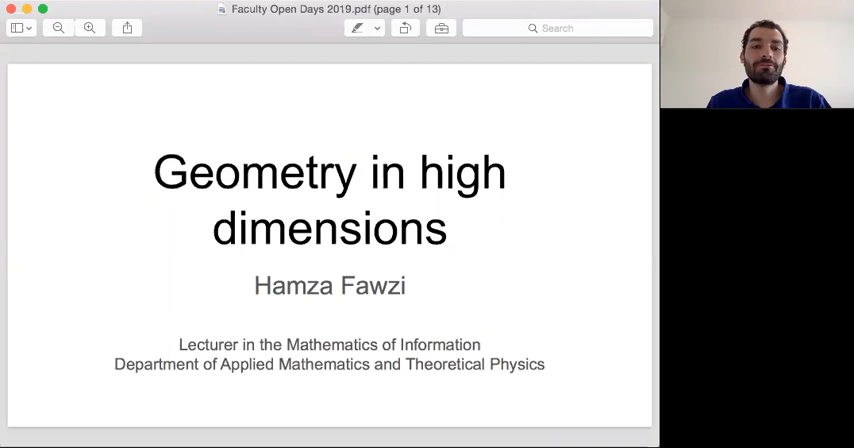 Faculty Open Days 2019.pdf (page 1 of 13)
Search
Geometry in high
dimensions
Hamza Fawzi
Lecturer in the Mathematics of Information
Department of Applied Mathematics and Theoretical Physics